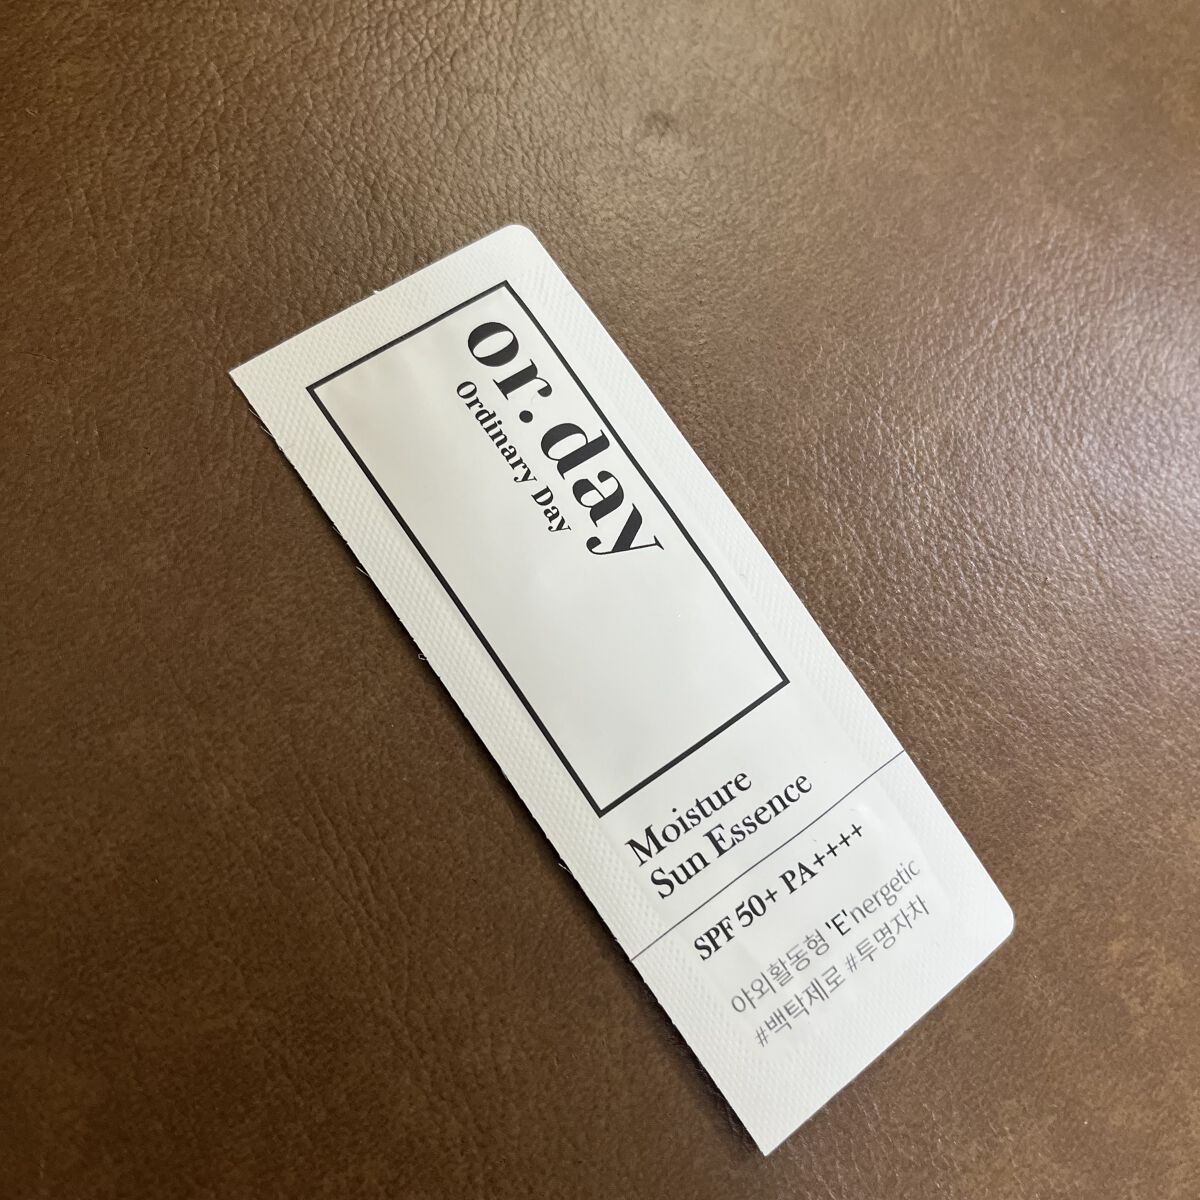 or.day
Ordinary Day
Moisture
Sun Essence
SPF 50+ PA++++
야외활동형 'E'nergetic
#백탁제로 #투명자차